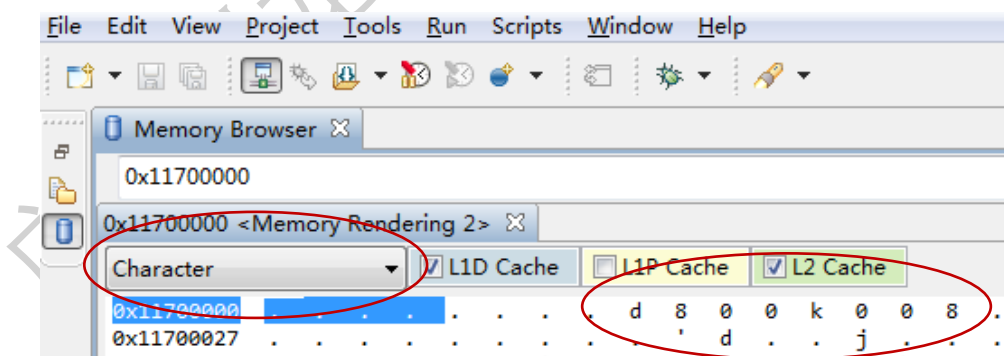 File Edit View Project Tools Run Scripts Window Help
Memory Browser
0x11700000
0x11700000 <Memory Rendering 2>
Character L1D Cache L1P Cache L2 Cache
0x11700000 . . . . . . . . . d 8 0 0 k 0 0 8 .
0x11700027 . . . . . . . . . . ' d . . j . . .